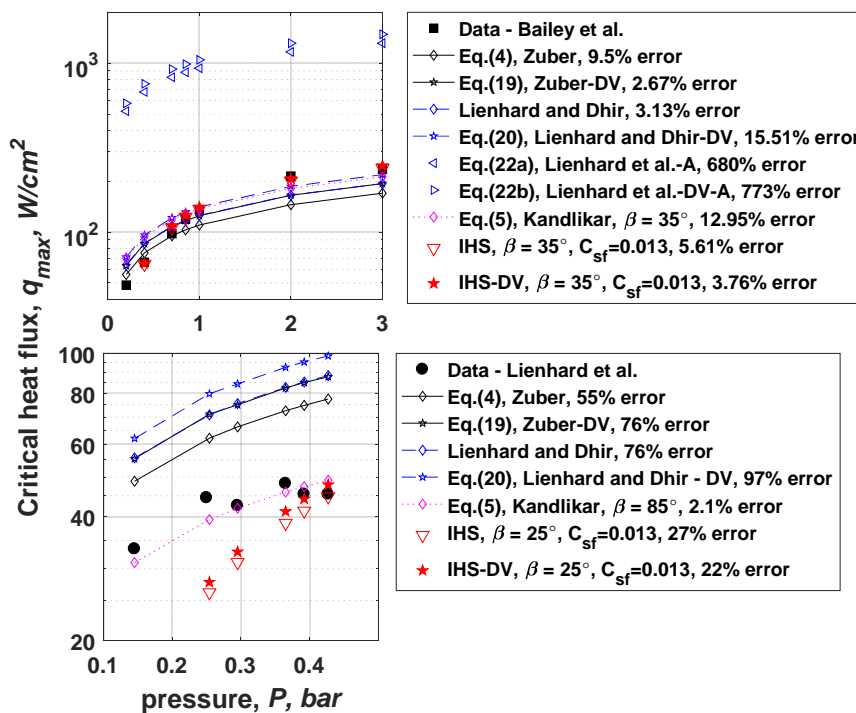 Critical heat flux, q_max, W/cm²
10³
10²
0
1
2
3
Data - Bailey et al.
Eq.(4), Zuber, 9.5% error
Eq.(19), Zuber-DV, 2.67% error
Lienhard and Dhir, 3.13% error
Eq.(20), Lienhard and Dhir-DV, 15.51% error
Eq.(22a), Lienhard et al.-A, 680% error
Eq.(22b), Lienhard et al.-DV-A, 773% error
Eq.(5), Kandlikar, β = 35°, 12.95% error
IHS, β = 35°, C_sf=0.013, 5.61% error
IHS-DV, β = 35°, C_sf=0.013, 3.76% error
100
80
60
40
20
0.1
0.2
0.3
0.4
pressure, P, bar
Data - Lienhard et al.
Eq.(4), Zuber, 55% error
Eq.(19), Zuber-DV, 76% error
Lienhard and Dhir, 76% error
Eq.(20), Lienhard and Dhir - DV, 97% error
Eq.(5), Kandlikar, β = 85°, 2.1% error
IHS, β = 25°, C_sf=0.013, 27% error
IHS-DV, β = 25°, C_sf=0.013, 22% error